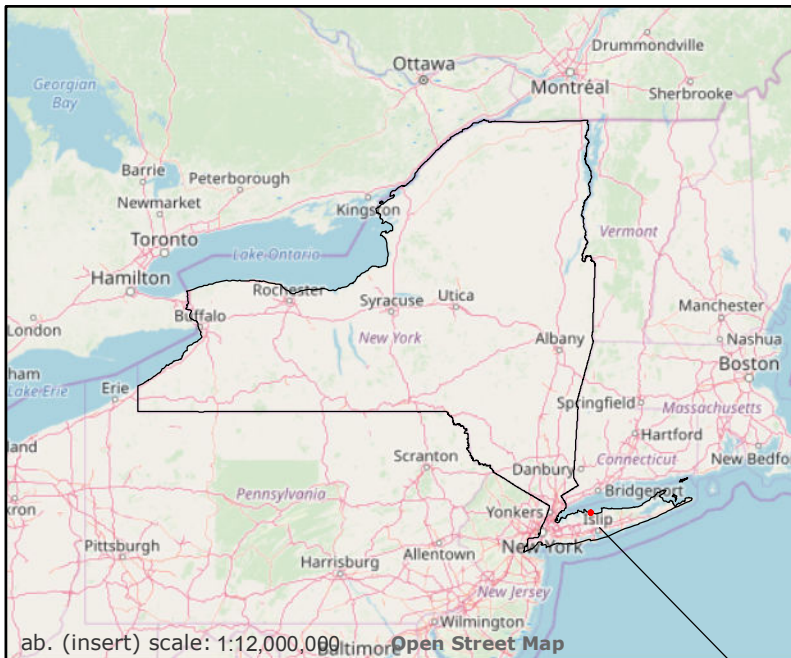 Drummondville
Ottawa
Georgian
Bay
Montréal
Sherbrooke
Barrie
Peterborough
Newmarket
Kingston
Toronto
Lake Ontario
Vermont
Hamilton
Rochester
Syracuse
Utica
Manchester
London
Buffalo
New York
Albany
Nashua
Boston
ham
Lake Erie
Erie
Springfield
Massachusetts
Hartford
land
Scranton
Danbury
Connecticut
New Bedfo
Bridgeport
kron
Pennsylvania
Yonkers
Islip
New York
Pittsburgh
Allentown
Harrisburg
New Jersey
Wilmington
ab. (insert) scale: 1:12,000,000
Baltimore
Open Street Map